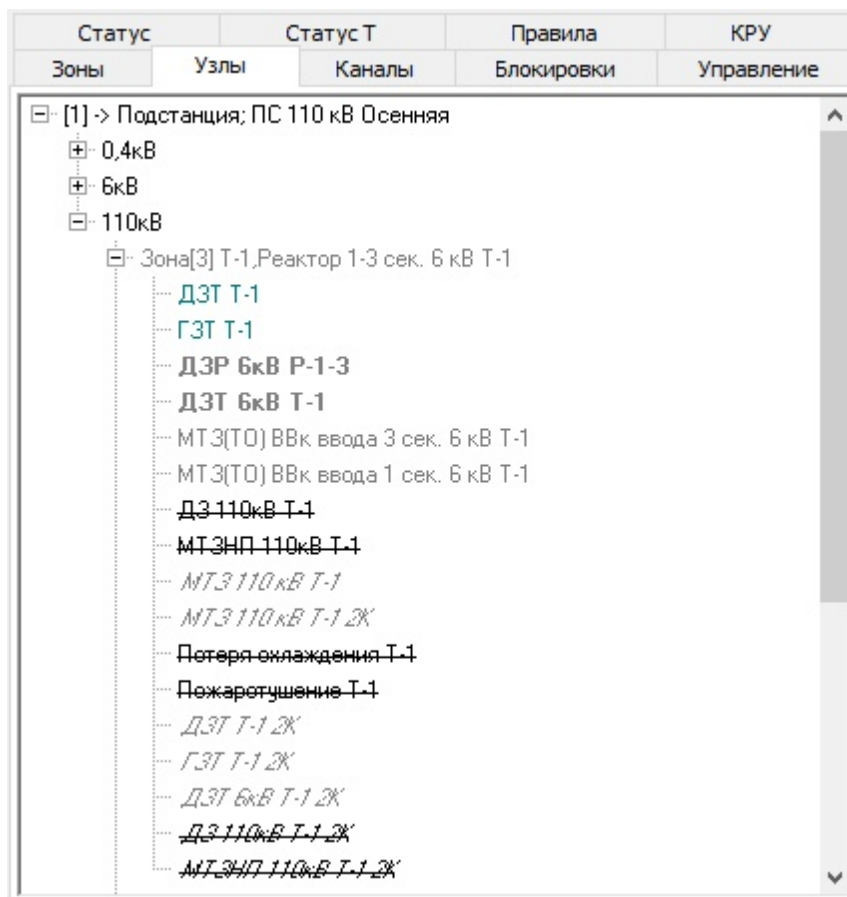 Статус Статус Т Правила КРУ
Зоны Узлы Каналы Блокировки Управление
[1] -> Подстанция; ПС 110 кВ Осенняя
0,4кВ
6кВ
110кВ
Зона[3] Т-1,Реактор 1-3 сек. 6 кВ Т-1
ДЗТ Т-1
ГЗТ Т-1
ДЗР 6кВ Р-1-3
ДЗТ 6кВ Т-1
МТЗ(ТО) ВВк ввода 3 сек. 6 кВ Т-1
МТЗ(ТО) ВВк ввода 1 сек. 6 кВ Т-1
ДЗ 110кВ Т-1
МТЗНП 110кВ Т-1
МТЗ 110 кВ Т-1
МТЗ 110 кВ Т-1 2К
Потеря охлаждения Т-1
Пожаротушение Т-1
ДЗТ Т-1 2К
ГЗТ Т-1 2К
ДЗТ 6кВ Т-1 2К
ДЗ 110кВ Т-1 2К
МТЗНП 110кВ Т-1 2К